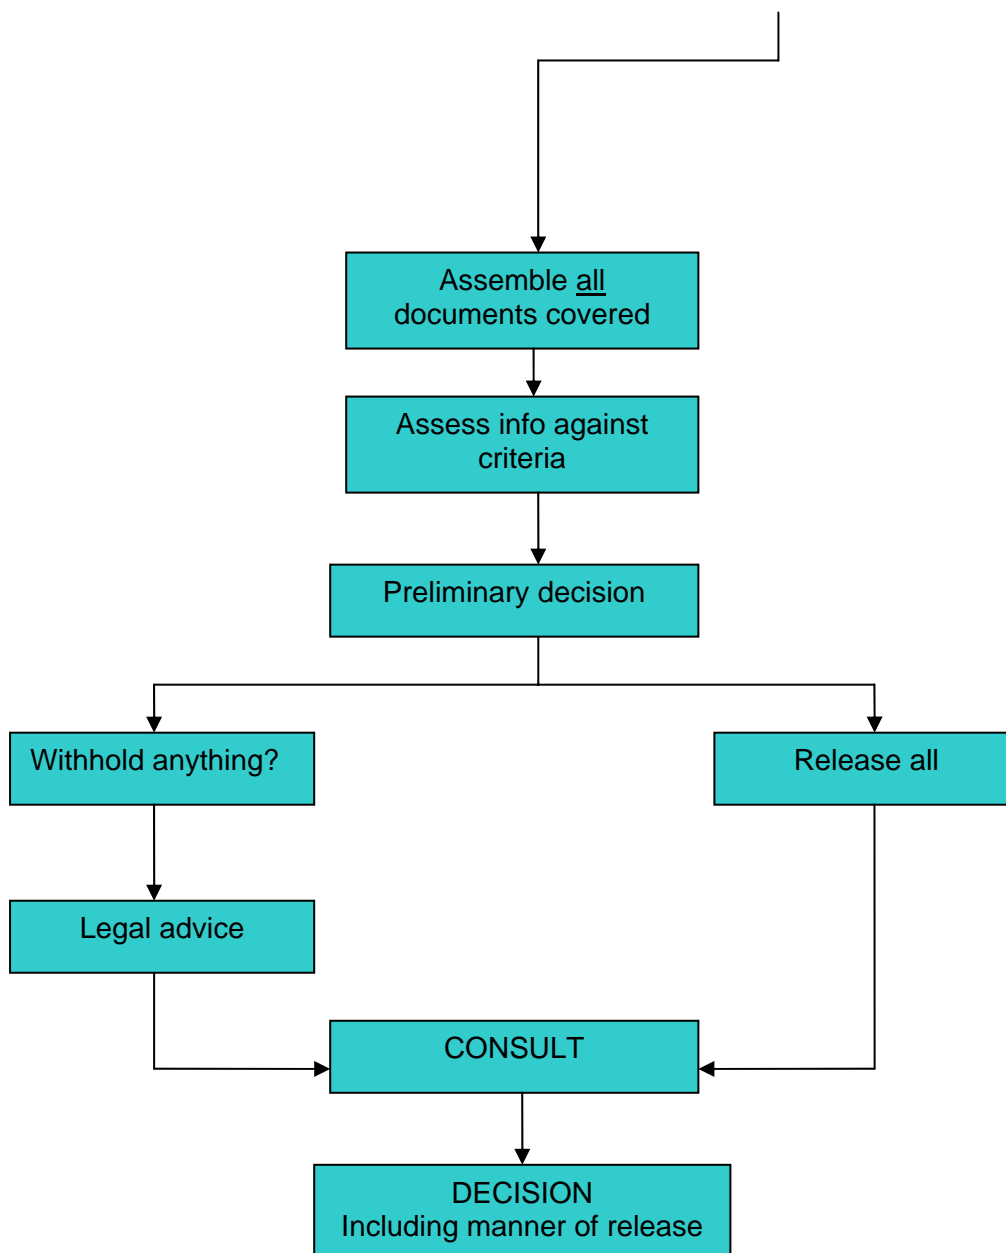 Assemble all
documents covered
Assess info against
criteria
Preliminary decision
Withhold anything?
Release all
Legal advice
CONSULT
DECISION
Including manner of release